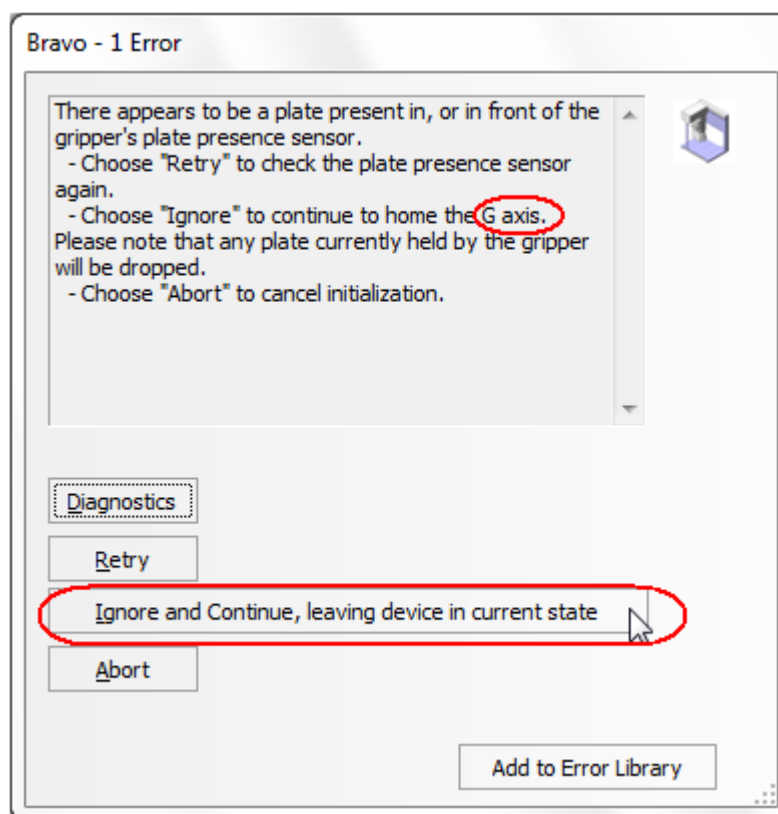 Bravo - 1 Error
There appears to be a plate present in, or in front of the
gripper's plate presence sensor.
- Choose "Retry" to check the plate presence sensor
again.
- Choose "Ignore" to continue to home the G axis.
Please note that any plate currently held by the gripper
will be dropped.
- Choose "Abort" to cancel initialization.
Diagnostics
Retry
Ignore and Continue, leaving device in current state
Abort
Add to Error Library